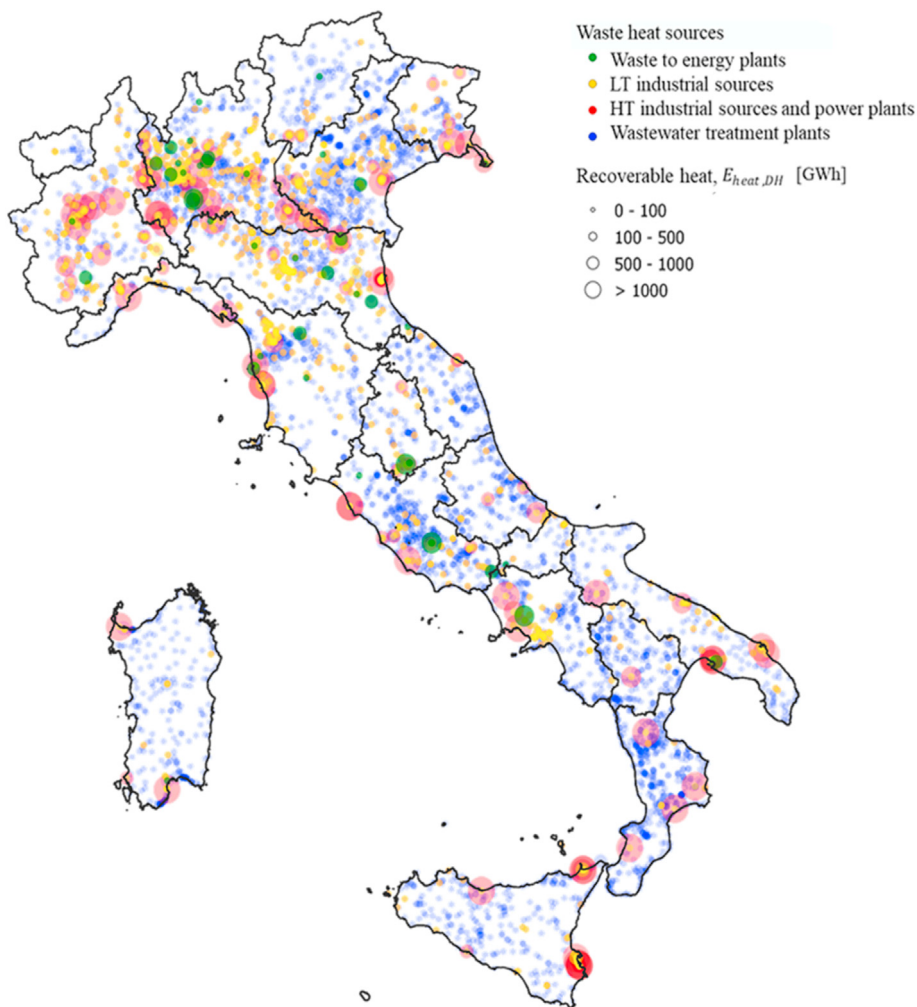 Waste heat sources
Waste to energy plants
LT industrial sources
HT industrial sources and power plants
Wastewater treatment plants
Recoverable heat, E_heat,DH [GWh]
0 - 100
100 - 500
500 - 1000
> 1000